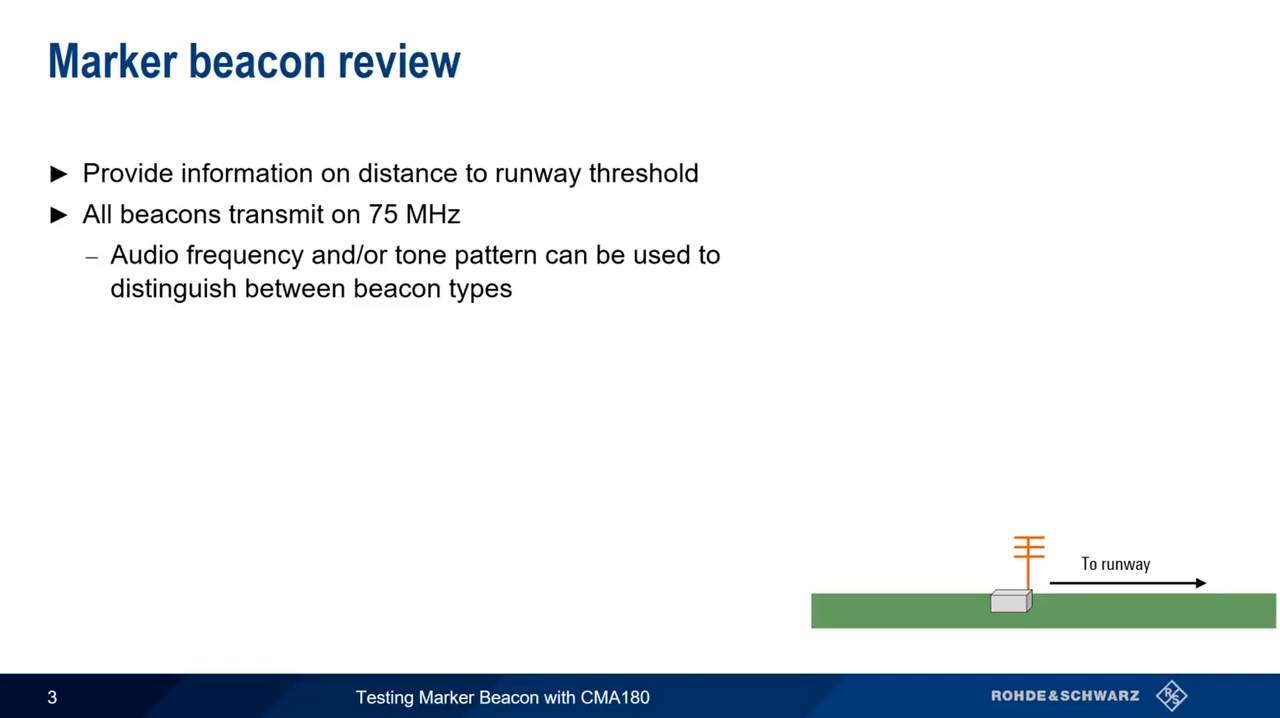 Marker beacon review
► Provide information on distance to runway threshold
► All beacons transmit on 75 MHz
– Audio frequency and/or tone pattern can be used to
distinguish between beacon types
To runway
3
Testing Marker Beacon with CMA180
ROHDE & SCHWARZ
R
S